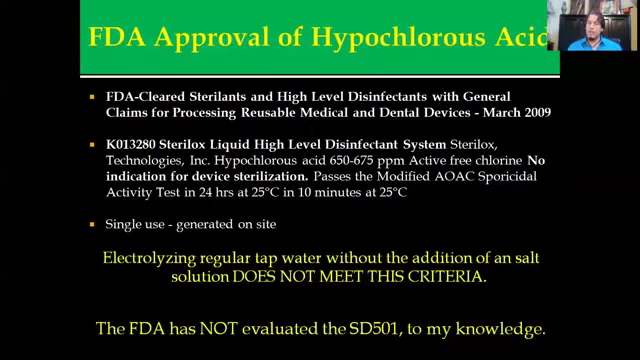 FDA Approval of Hypochlorous Acid
FDA-Cleared Sterilants and High Level Disinfectants with General
Claims for Processing Reusable Medical and Dental Devices - March 2009
K013280 Sterilox Liquid High Level Disinfectant System Sterilox,
Technologies, Inc. Hypochlorous acid 650-675 ppm Active free chlorine No
indication for device sterilization. Passes the Modified AOAC Sporicidal
Activity Test in 24 hrs at 25°C in 10 minutes at 25°C
Single use - generated on site
Electrolyzing regular tap water without the addition of an salt
solution DOES NOT MEET THIS CRITERIA.
The FDA has NOT evaluated the SD501, to my knowledge.